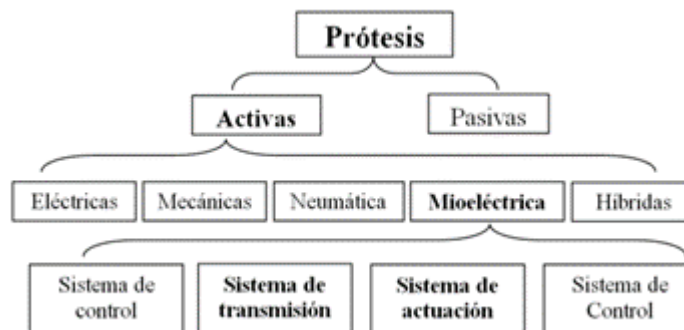 Prótesis
Activas
Pasivas
Eléctricas
Mecánicas
Neumática
Mioeléctrica
Híbridas
Sistema de
control
Sistema de
transmisión
Sistema de
actuación
Sistema de
Control